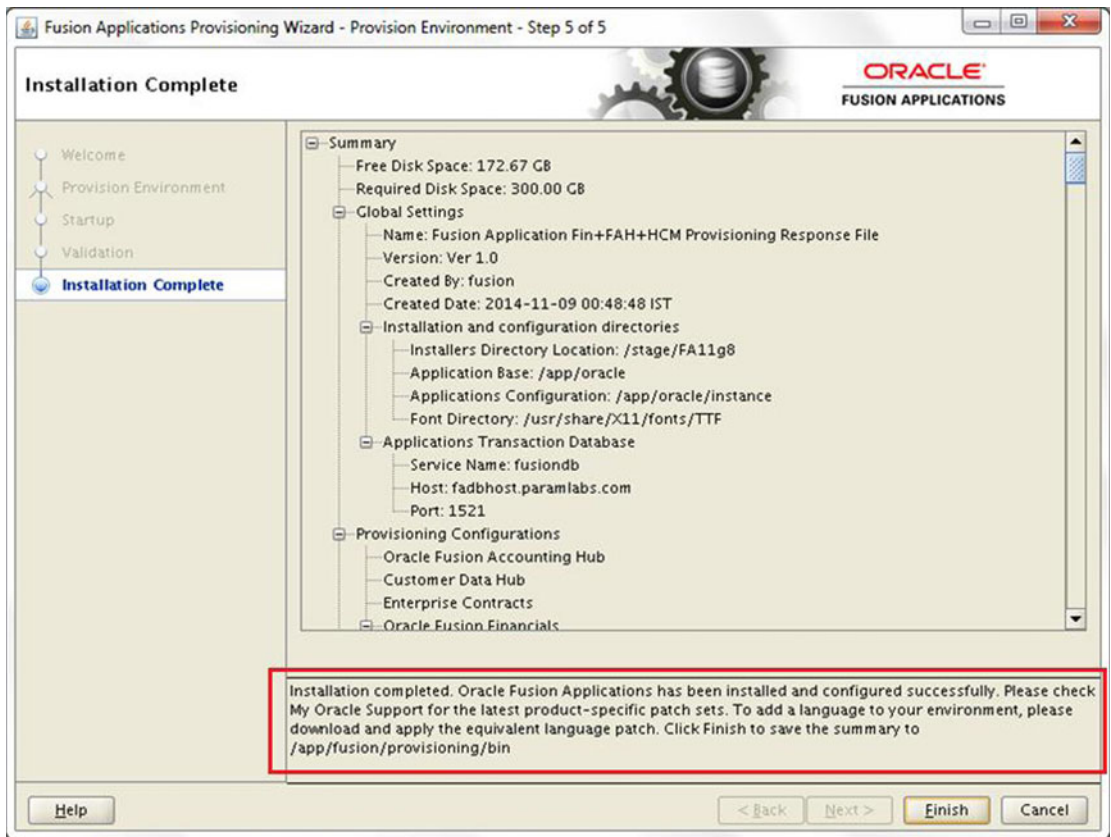 Fusion Applications Provisioning Wizard - Provision Environment - Step 5 of 5
Installation Complete
ORACLE®
FUSION APPLICATIONS
Welcome
Provision Environment
Startup
Validation
Installation Complete
Summary
Free Disk Space: 172.67 GB
Required Disk Space: 300.00 GB
Global Settings
Name: Fusion Application Fin+FAH+HCM Provisioning Response File
Version: Ver 1.0
Created By: fusion
Created Date: 2014-11-09 00:48:48 IST
Installation and configuration directories
Installers Directory Location: /stage/FA11g8
Application Base: /app/oracle
Applications Configuration: /app/oracle/instance
Font Directory: /usr/share/X11/fonts/TTF
Applications Transaction Database
Service Name: fusiondb
Host: fadbhost.paramlabs.com
Port: 1521
Provisioning Configurations
Oracle Fusion Accounting Hub
Customer Data Hub
Enterprise Contracts
Oracle Fusion Financials
Installation completed. Oracle Fusion Applications has been installed and configured successfully. Please check
My Oracle Support for the latest product-specific patch sets. To add a language to your environment, please
download and apply the equivalent language patch. Click Finish to save the summary to
/app/fusion/provisioning/bin
Help
< Back
Next >
Finish
Cancel